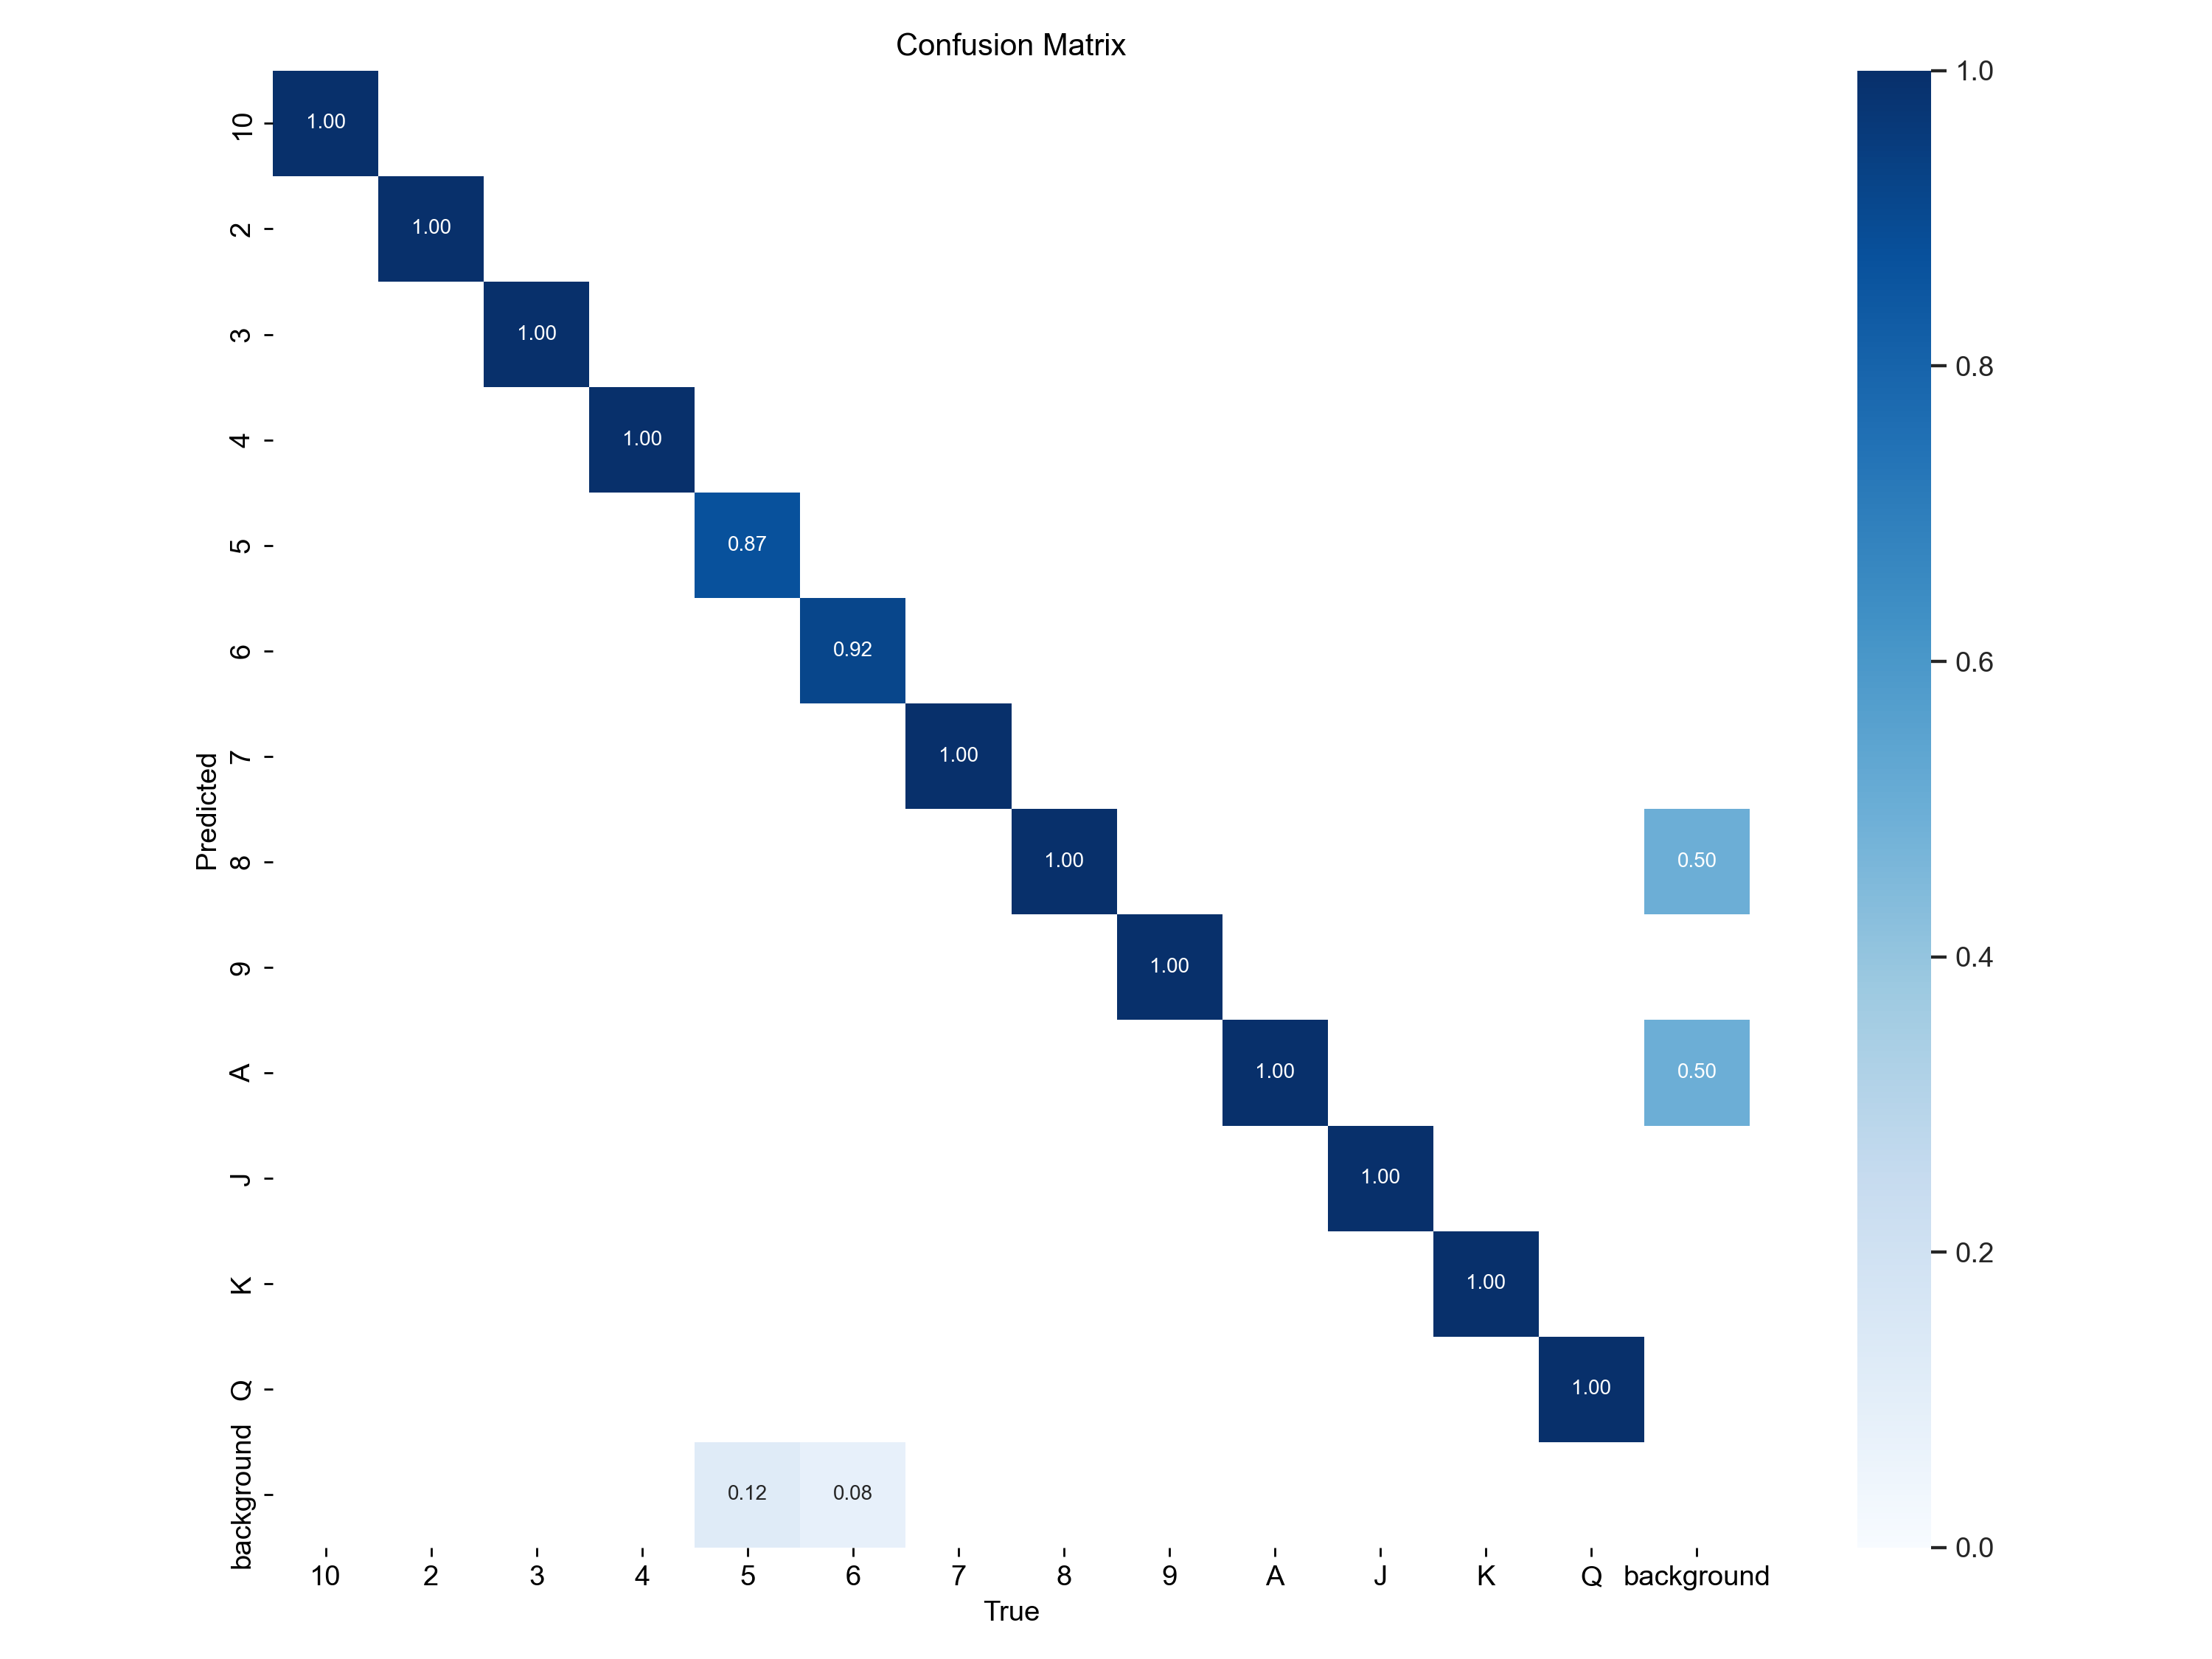 Confusion Matrix
10 1.00
2 1.00
3 1.00
4 1.00
5 0.87
6 0.92
7 1.00
8 1.00 0.50
9 1.00
A 1.00 0.50
J 1.00
K 1.00
Q 1.00
background 0.12 0.08
10 2 3 4 5 6 7 8 9 A J K Q background
True
Predicted
1.0
0.8
0.6
0.4
0.2
0.0